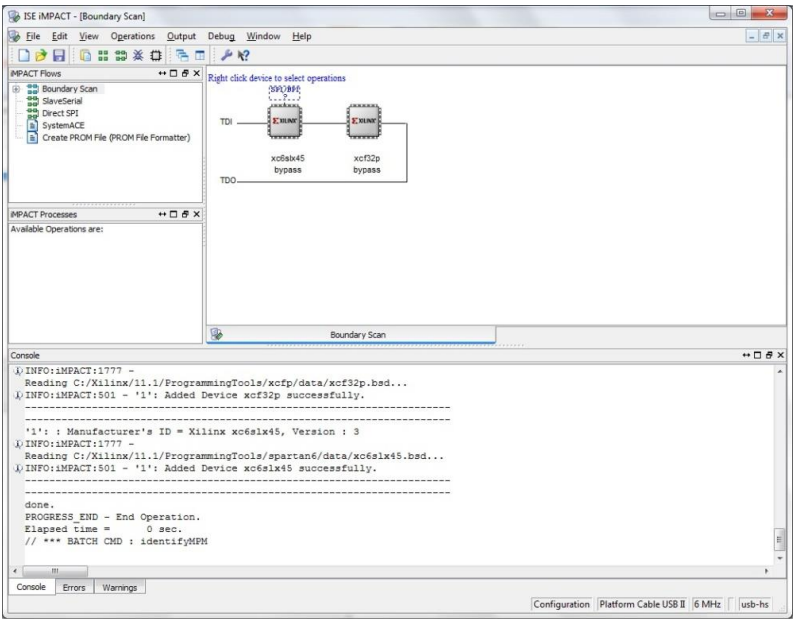 ISE iMPACT - [Boundary Scan]
File Edit View Operations Output Debug Window Help
iMPACT Flows
Boundary Scan
SlaveSerial
Direct SPI
SystemACE
Create PROM File (PROM File Formatter)
iMPACT Processes
Available Operations are:
Right click device to select operations
SPI/BPI
?
TDI
XILINX XILINX
xc6slx45 xcf32p
bypass bypass
TDO
Boundary Scan
Console
INFO:iMPACT:1777 -
Reading C:/Xilinx/11.1/ProgrammingTools/xcfp/data/xcf32p.bsd...
INFO:iMPACT:501 - '1': Added Device xcf32p successfully.
----------------------------------------------------------------------
----------------------------------------------------------------------
'1': : Manufacturer's ID = Xilinx xc6slx45, Version : 3
INFO:iMPACT:1777 -
Reading C:/Xilinx/11.1/ProgrammingTools/spartan6/data/xc6slx45.bsd...
INFO:iMPACT:501 - '1': Added Device xc6slx45 successfully.
----------------------------------------------------------------------
----------------------------------------------------------------------
done.
PROGRESS_END - End Operation.
Elapsed time = 0 sec.
// *** BATCH CMD : identifyMPM
Console Errors Warnings
Configuration Platform Cable USB II 6 MHz usb-hs